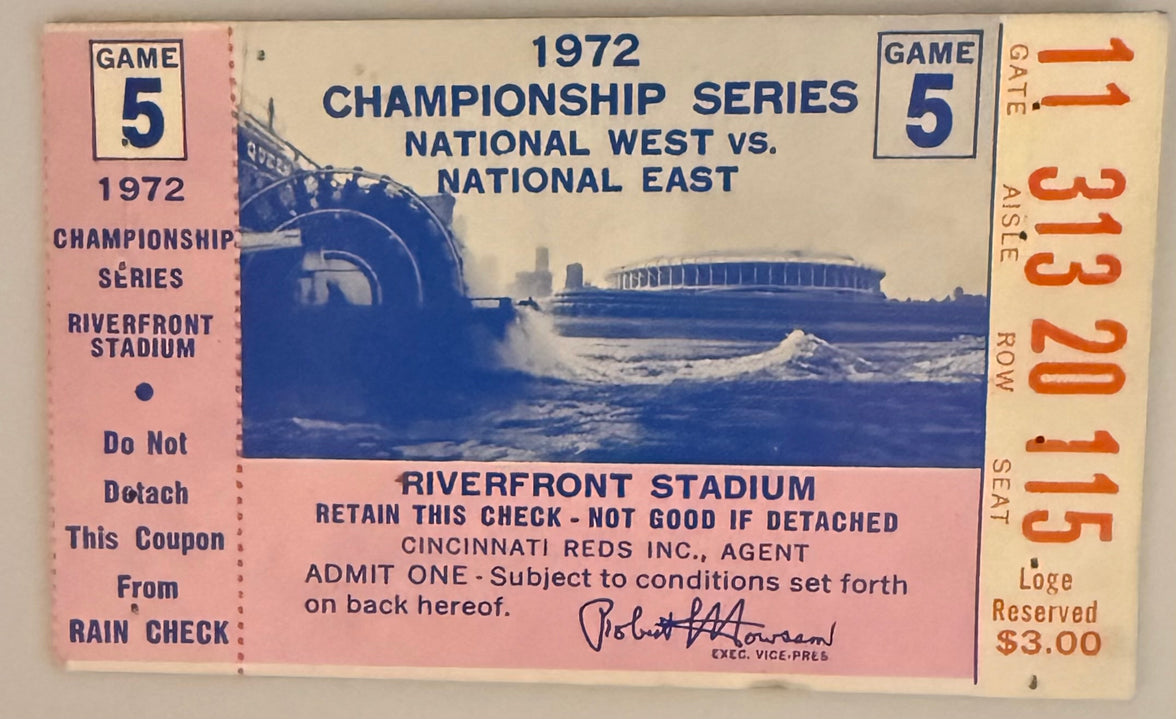 GAME
5
1972
CHAMPIONSHIP
SERIES
RIVERFRONT
STADIUM
Do Not
Detach
This Coupon
From
RAIN CHECK
1972
CHAMPIONSHIP SERIES
NATIONAL WEST VS.
NATIONAL EAST
GAME
5
QUEEN
RIVERFRONT STADIUM
RETAIN THIS CHECK - NOT GOOD IF DETACHED
CINCINNATI REDS INC., AGENT
ADMIT ONE - Subject to conditions set forth
on back hereof.
Robert L Howsam
EXEC. VICE-PRES
GATE 11
AISLE 313
ROW 20
SEAT 115
Loge
Reserved
$3.00